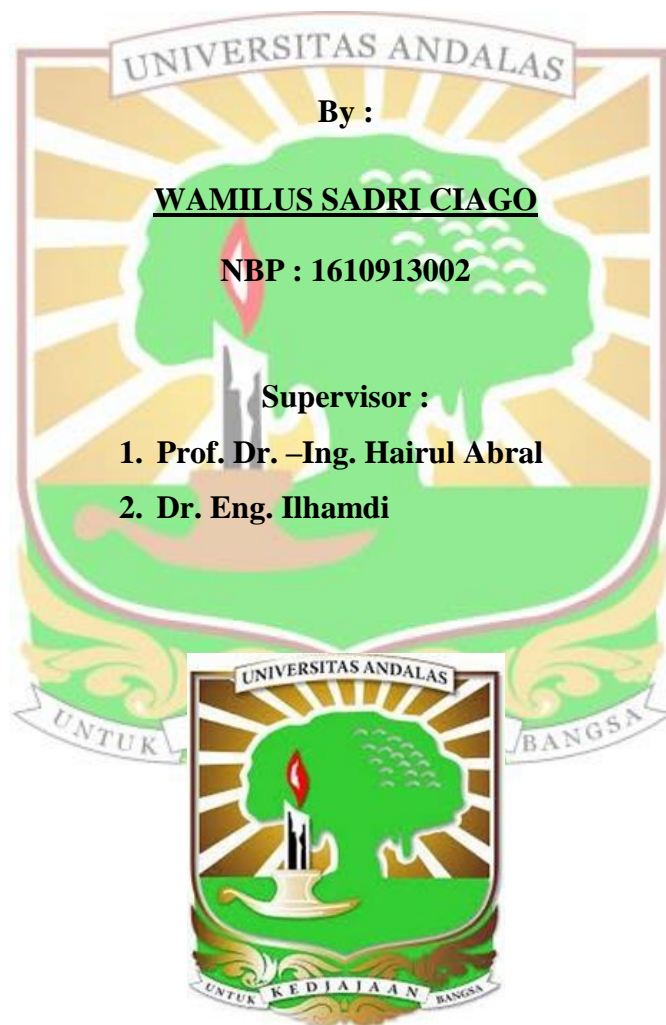 UNIVERSITAS ANDALAS
By :
WAMILUS SADRI CIAGO
NBP : 1610913002
Supervisor :
1. Prof. Dr. –Ing. Hairul Abral
2. Dr. Eng. Ilhamdi
UNIVERSITAS ANDALAS
UNTUK BANGSA
UNTUK KEDJAJAAN BANGSA